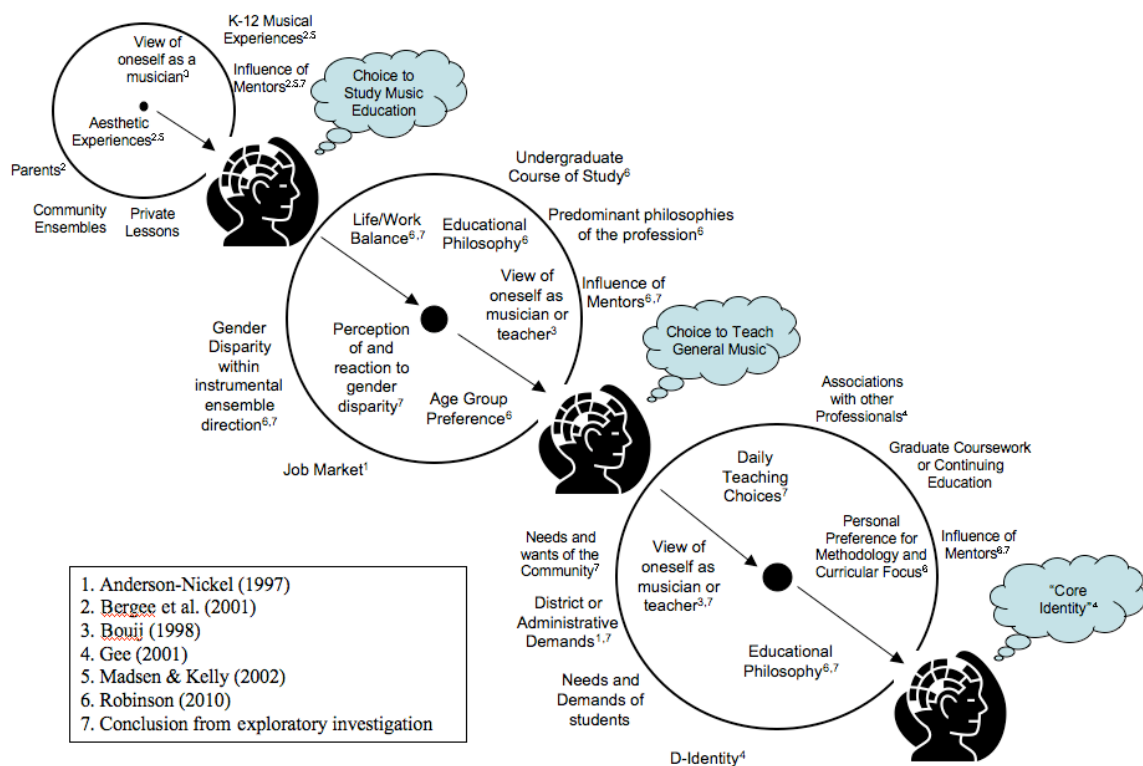 K-12 Musical
Experiences²·⁵
View of
oneself as a
musician³
Influence of
Mentors²·⁵·⁷
Choice to
Study Music
Education
Aesthetic
Experiences²·⁵
Parents²
Community
Ensembles
Private
Lessons
Undergraduate
Course of Study⁶
Life/Work
Balance⁶,⁷
Educational
Philosophy⁶
Predominant philosophies
of the profession⁶
View of
oneself as
musician or
teacher³
Influence of
Mentors⁶,⁷
Gender
Disparity
within
instrumental
ensemble
direction⁶,⁷
Perception
of and
reaction to
gender
disparity⁷
Age Group
Preference⁶
Choice to Teach
General Music
Job Market¹
Associations
with other
Professionals⁴
Daily
Teaching
Choices⁷
Graduate Coursework
or Continuing
Education
Needs and
wants of the
Community⁷
View of
oneself as
musician or
teacher³,⁷
Personal
Preference for
Methodology and
Curricular Focus⁶
Influence of
Mentors⁶,⁷
District or
Administrative
Demands¹,⁷
Educational
Philosophy⁶,⁷
"Core
Identity"⁴
Needs and
Demands of
students
D-Identity⁴
1. Anderson-Nickel (1997)
2. Bergee et al. (2001)
3. Bouij (1998)
4. Gee (2001)
5. Madsen & Kelly (2002)
6. Robinson (2010)
7. Conclusion from exploratory investigation